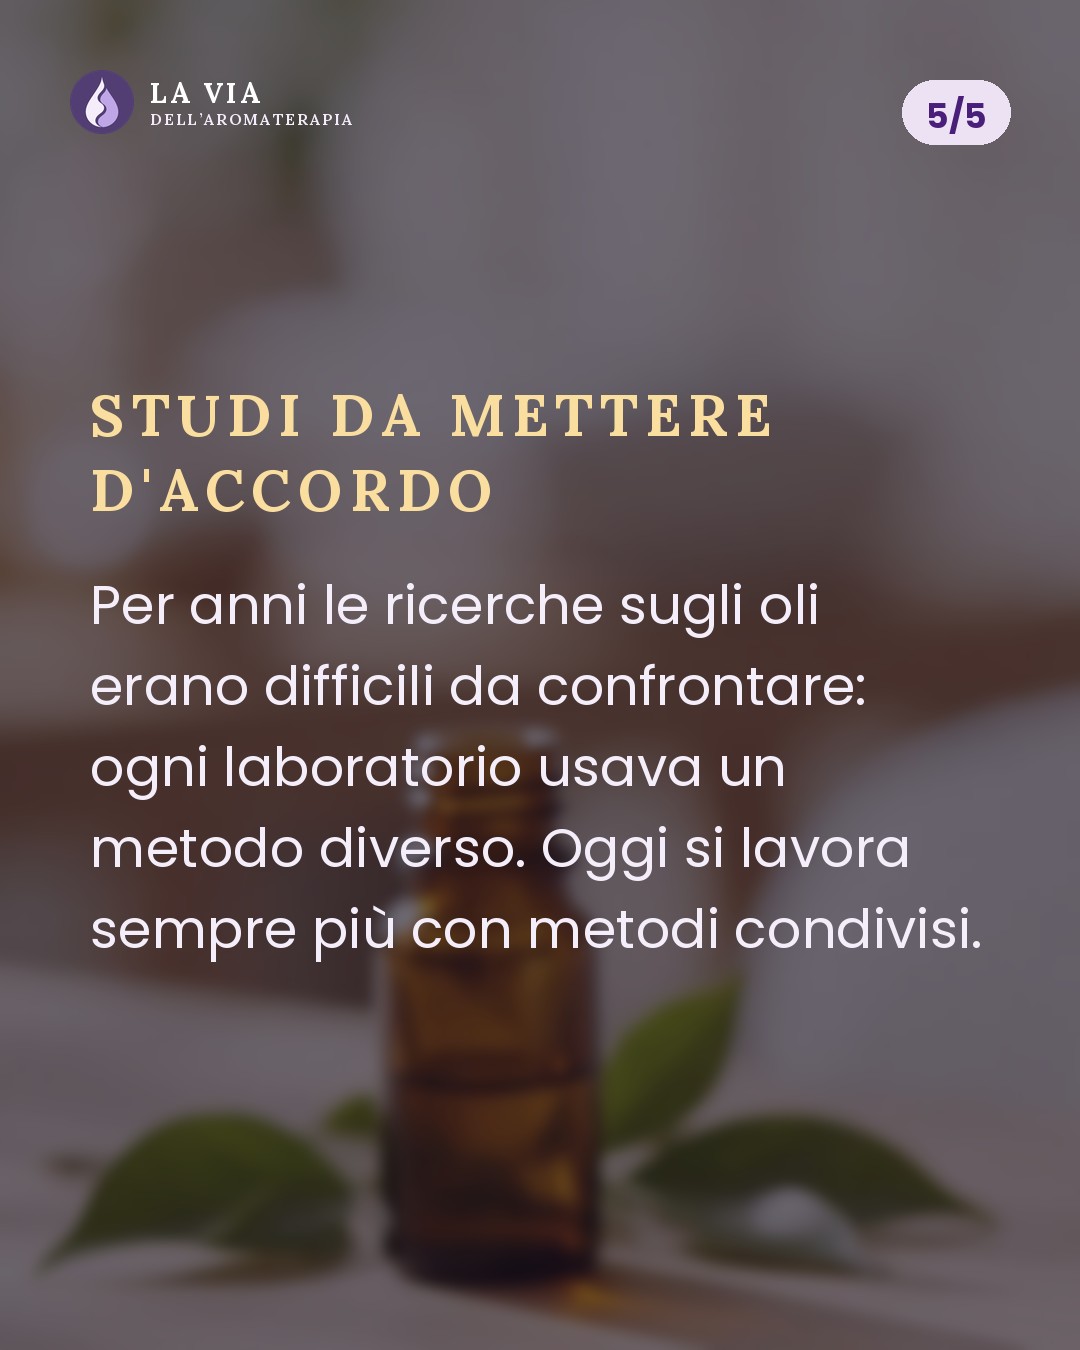 LA VIA
DELL'AROMATERAPIA
5/5
STUDI DA METTERE
D'ACCORDO
Per anni le ricerche sugli oli
erano difficili da confrontare:
ogni laboratorio usava un
metodo diverso. Oggi si lavora
sempre più con metodi condivisi.